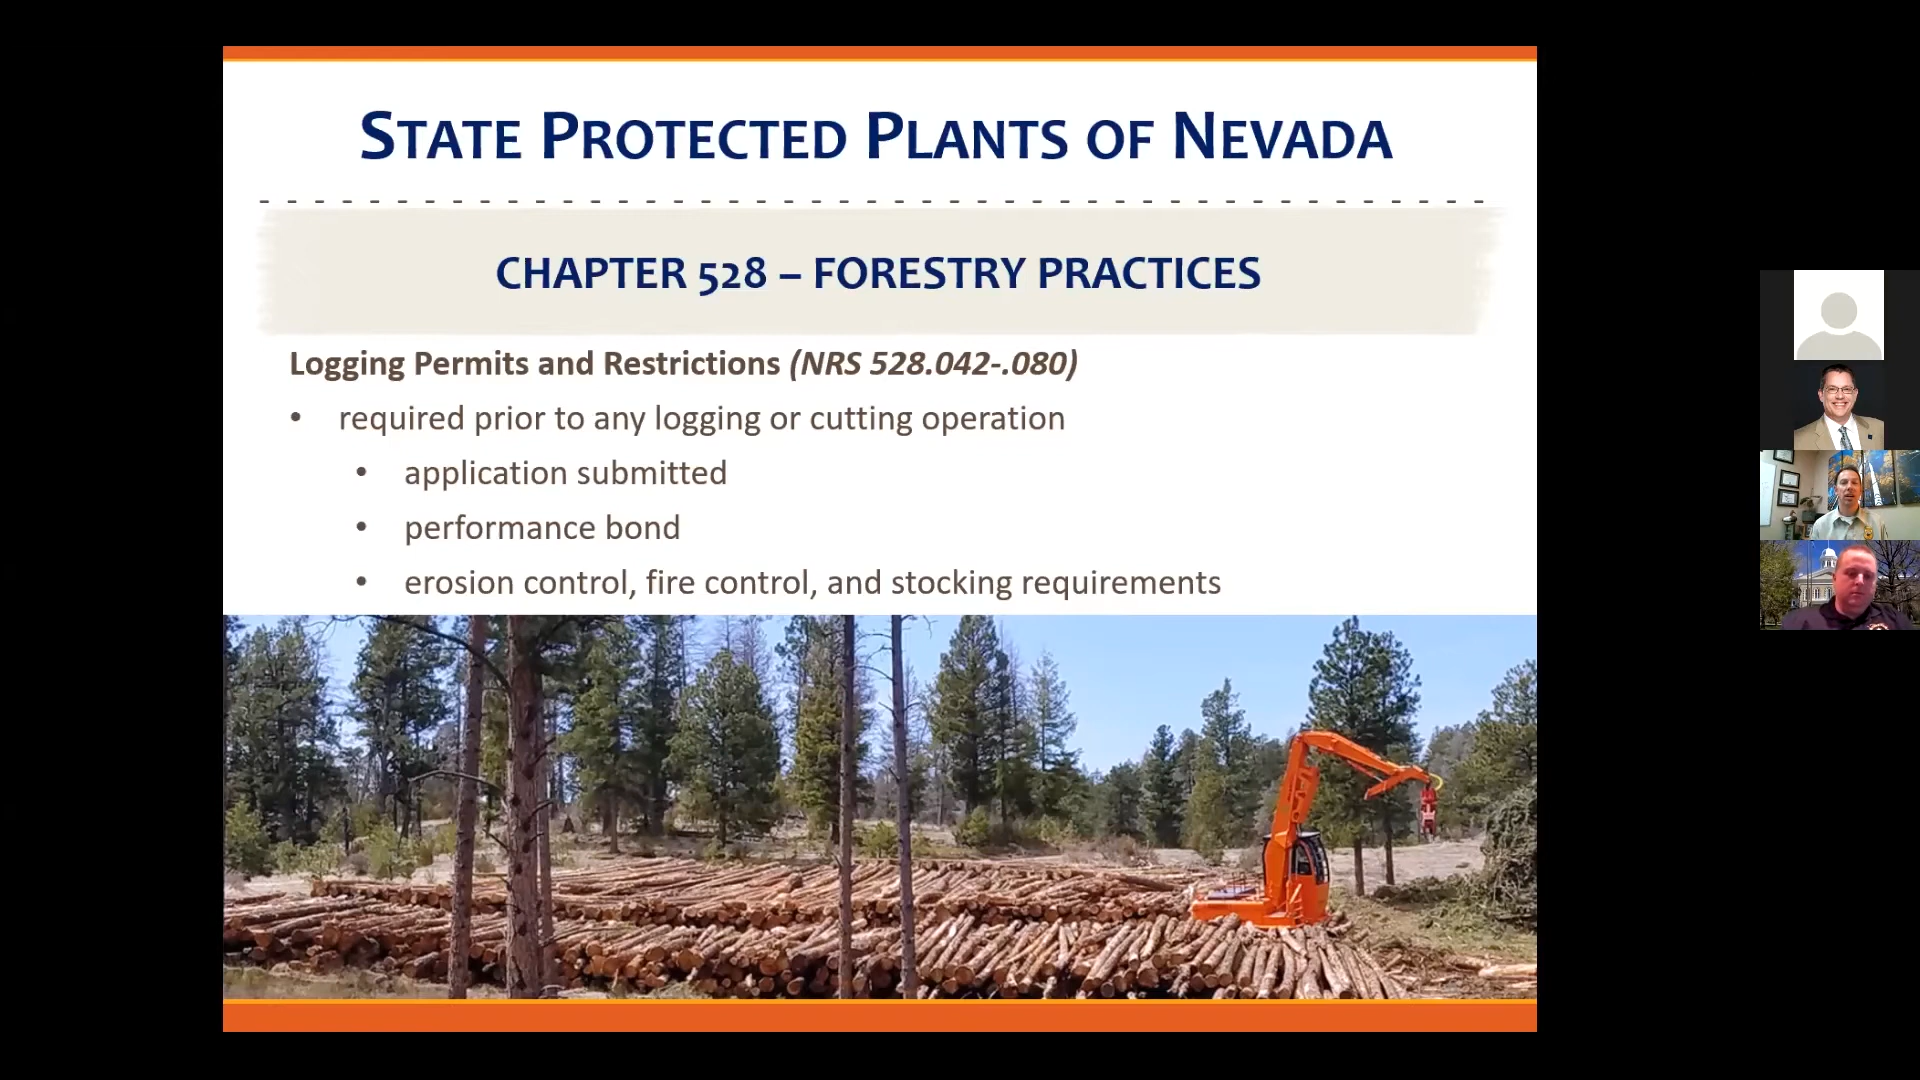 STATE PROTECTED PLANTS OF NEVADA
CHAPTER 528 – FORESTRY PRACTICES
Logging Permits and Restrictions (NRS 528.042-.080)
• required prior to any logging or cutting operation
• application submitted
• performance bond
• erosion control, fire control, and stocking requirements